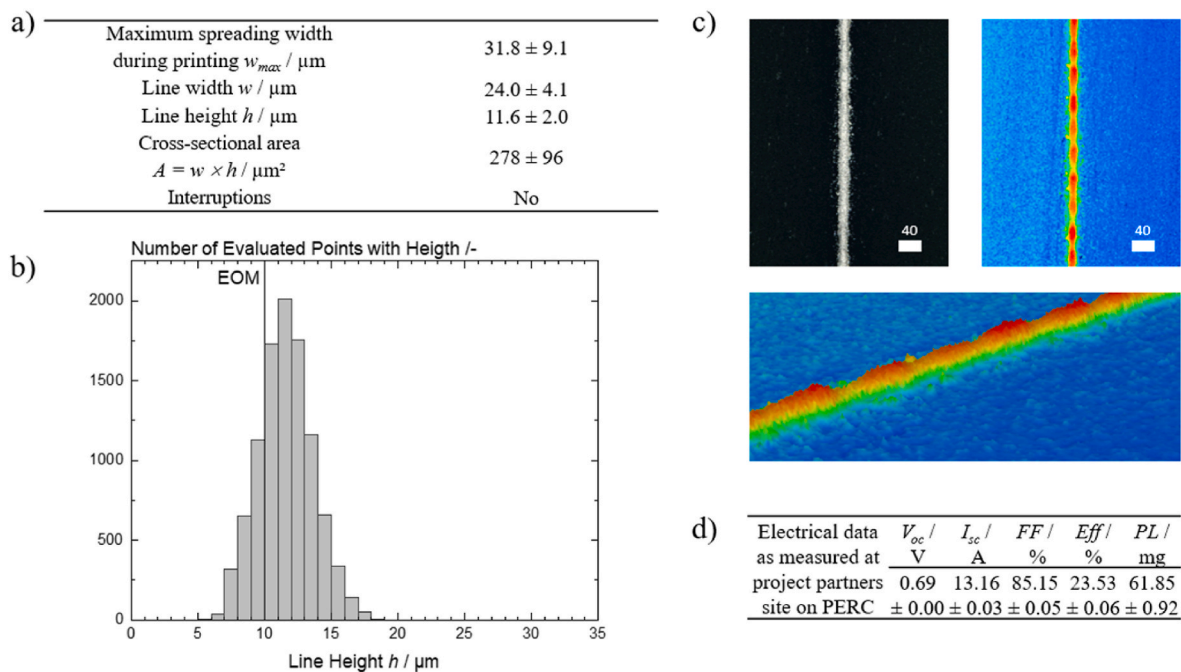 a)
Maximum spreading width
during printing wmax / µm
31.8 ± 9.1
Line width w / µm
24.0 ± 4.1
Line height h / µm
11.6 ± 2.0
Cross-sectional area
A = w × h / µm²
278 ± 96
Interruptions
No
b)
Number of Evaluated Points with Heigth /-
EOM
2000
1500
1000
500
0
0 5 10 15 20 25 30 35
Line Height h / µm
c)
40
40
d)
Electrical data Voc / Isc / FF / Eff / PL /
as measured at V A % % mg
project partners 0.69 13.16 85.15 23.53 61.85
site on PERC ± 0.00 ± 0.03 ± 0.05 ± 0.06 ± 0.92